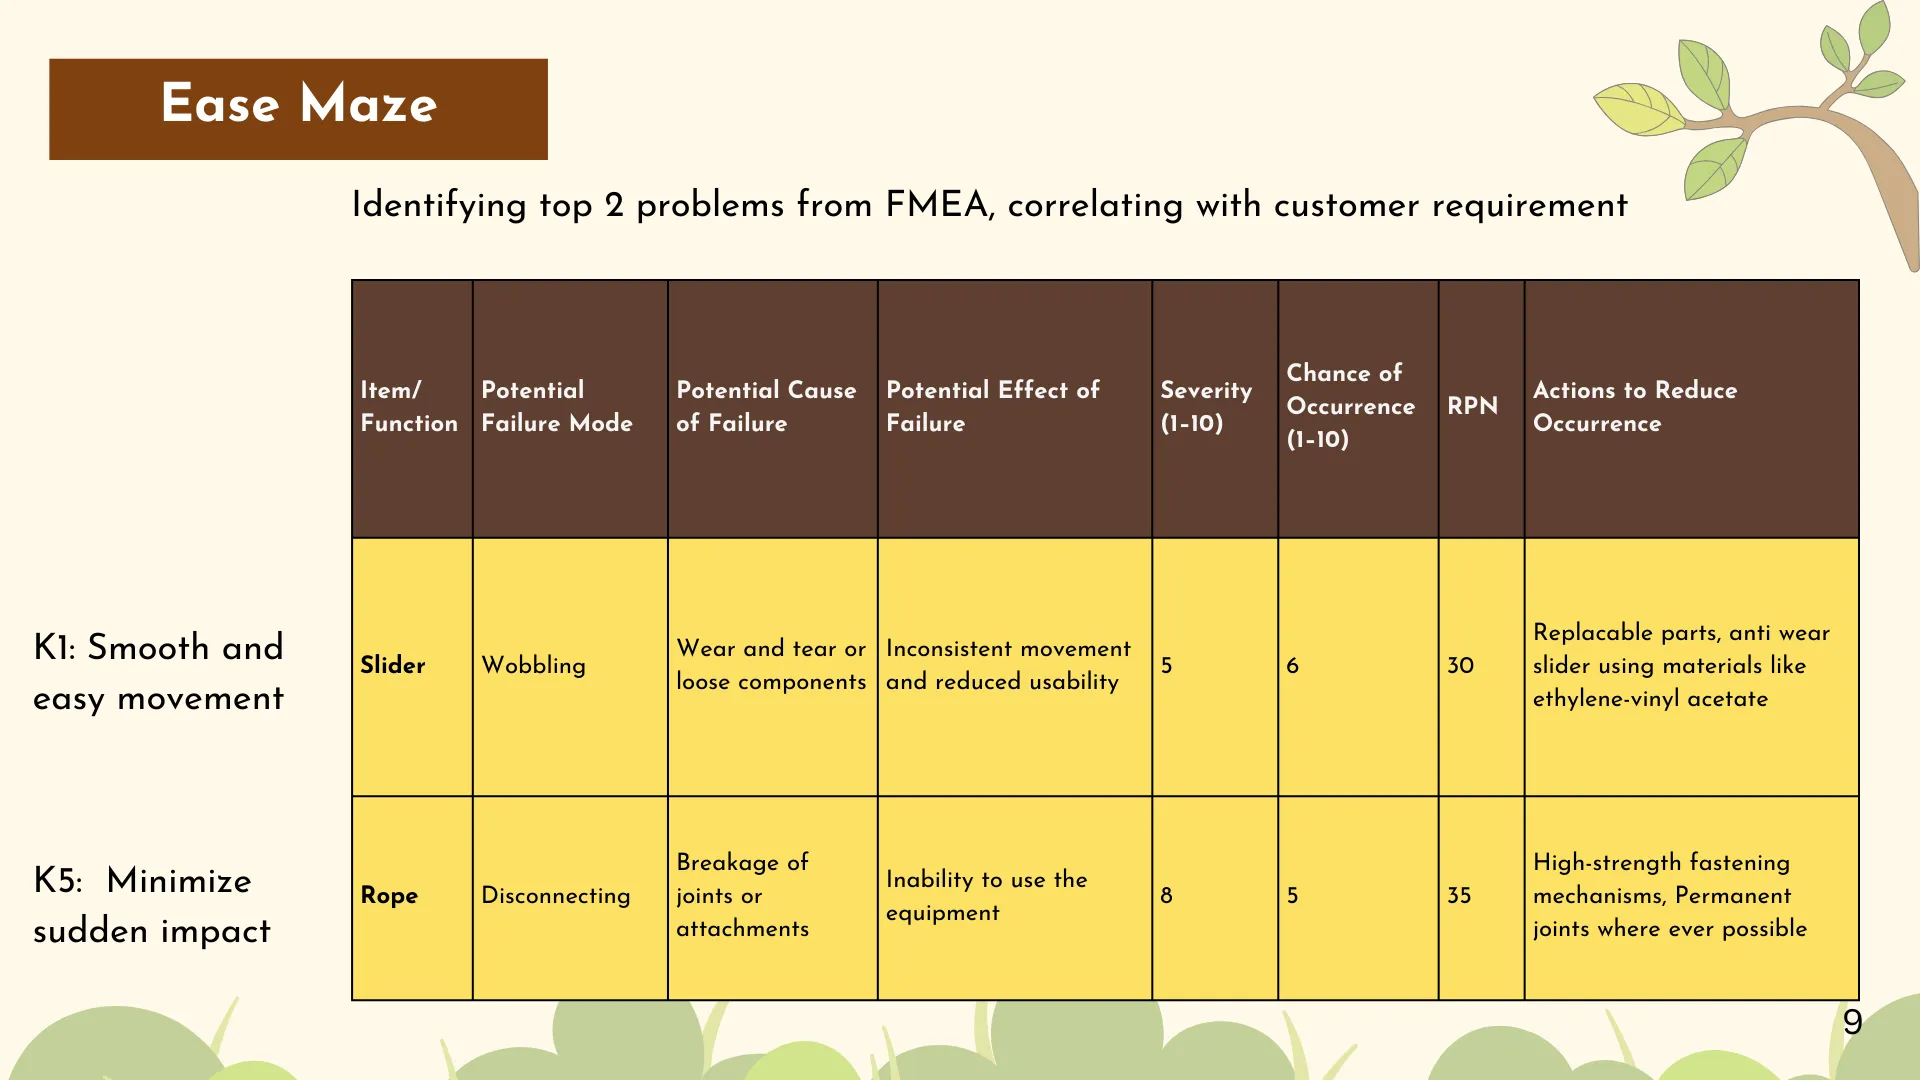 Ease Maze
Identifying top 2 problems from FMEA, correlating with customer requirement
Item/
Function
Potential
Failure Mode
Potential Cause
of Failure
Potential Effect of
Failure
Severity
(1-10)
Chance of
Occurrence
(1-10)
RPN
Actions to Reduce
Occurrence
K1: Smooth and
easy movement
Slider
Wobbling
Wear and tear or
loose components
Inconsistent movement
and reduced usability
5
6
30
Replacable parts, anti wear
slider using materials like
ethylene-vinyl acetate
K5: Minimize
sudden impact
Rope
Disconnecting
Breakage of
joints or
attachments
Inability to use the
equipment
8
5
35
High-strength fastening
mechanisms, Permanent
joints where ever possible
9